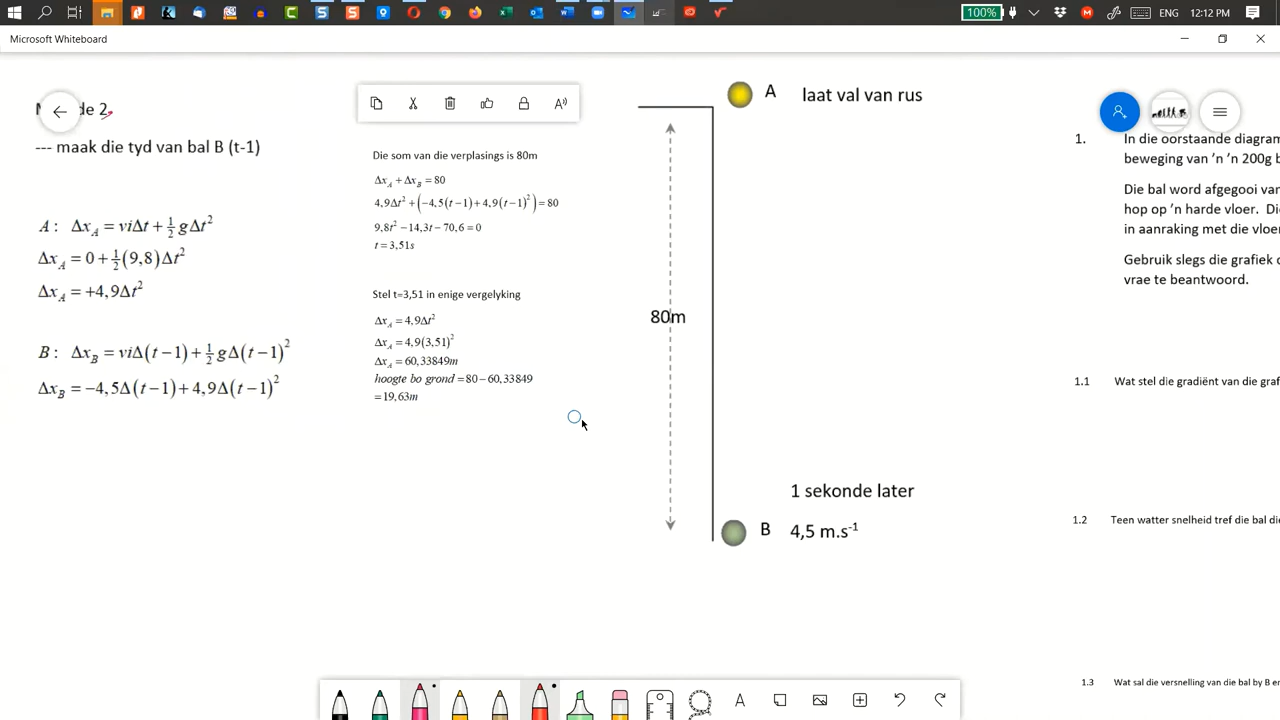 100%
ENG
12:12 PM
Microsoft Whiteboard
de 2
--- maak die tyd van bal B (t-1)
A: Δx_A = viΔt + ½gΔt²
Δx_A = 0 + ½(9,8)Δt²
Δx_A = +4,9Δt²
B: Δx_B = viΔ(t−1) + ½gΔ(t−1)²
Δx_B = −4,5Δ(t−1) + 4,9Δ(t−1)²
Die som van die verplasings is 80m
Δx_A + Δx_B = 80
4,9Δt² + (−4,5(t−1) + 4,9(t−1)²) = 80
9,8t² − 14,3t − 70,6 = 0
t = 3,51s
Stel t=3,51 in enige vergelyking
Δx_A = 4,9Δt²
Δx_A = 4,9(3,51)²
Δx_A = 60,33849m
hoogte bo grond = 80 − 60,33849
= 19,63m
A laat val van rus
80m
1 sekonde later
B 4,5 m.s⁻¹
1. In die oorstaande diagram
beweging van 'n 'n 200g b
Die bal word afgegooi va
hop op 'n harde vloer. Di
in aanraking met die vloe
Gebruik slegs die grafiek
vrae te beantwoord.
1.1 Wat stel die gradiënt van die graf
1.2 Teen watter snelheid tref die bal di
1.3 Wat sal die versnelling van die bal by B e